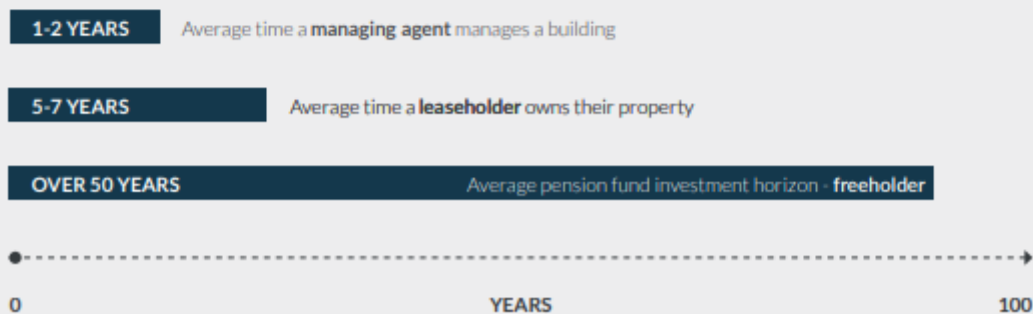 1-2 YEARS Average time a managing agent manages a building
5-7 YEARS Average time a leaseholder owns their property
OVER 50 YEARS Average pension fund investment horizon - freeholder
0 YEARS 100